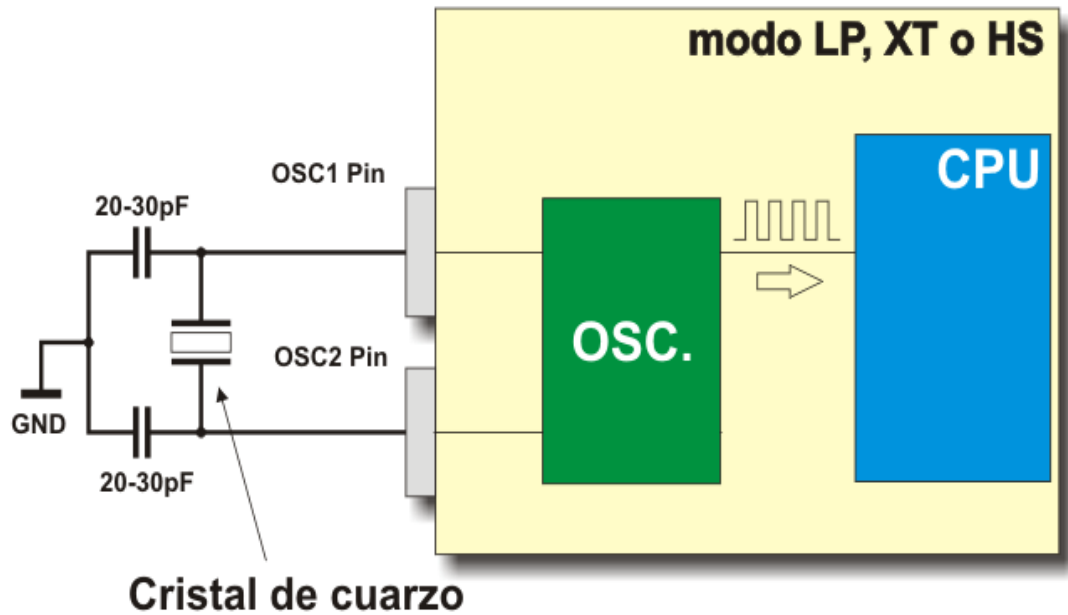 modo LP, XT o HS
CPU
OSC1 Pin
20-30pF
OSC.
OSC2 Pin
GND
20-30pF
Cristal de cuarzo